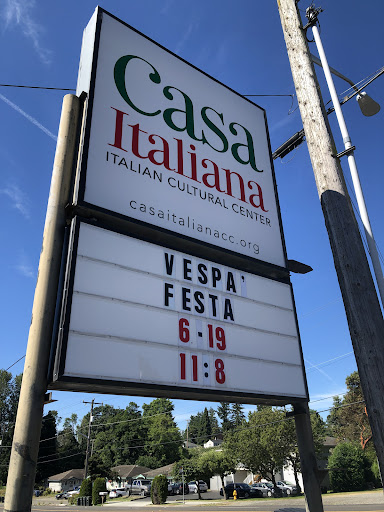 Casa
Italiana
ITALIAN CULTURAL CENTER
casaitalianacc.org
VESPA'
FESTA
6-19
11:8